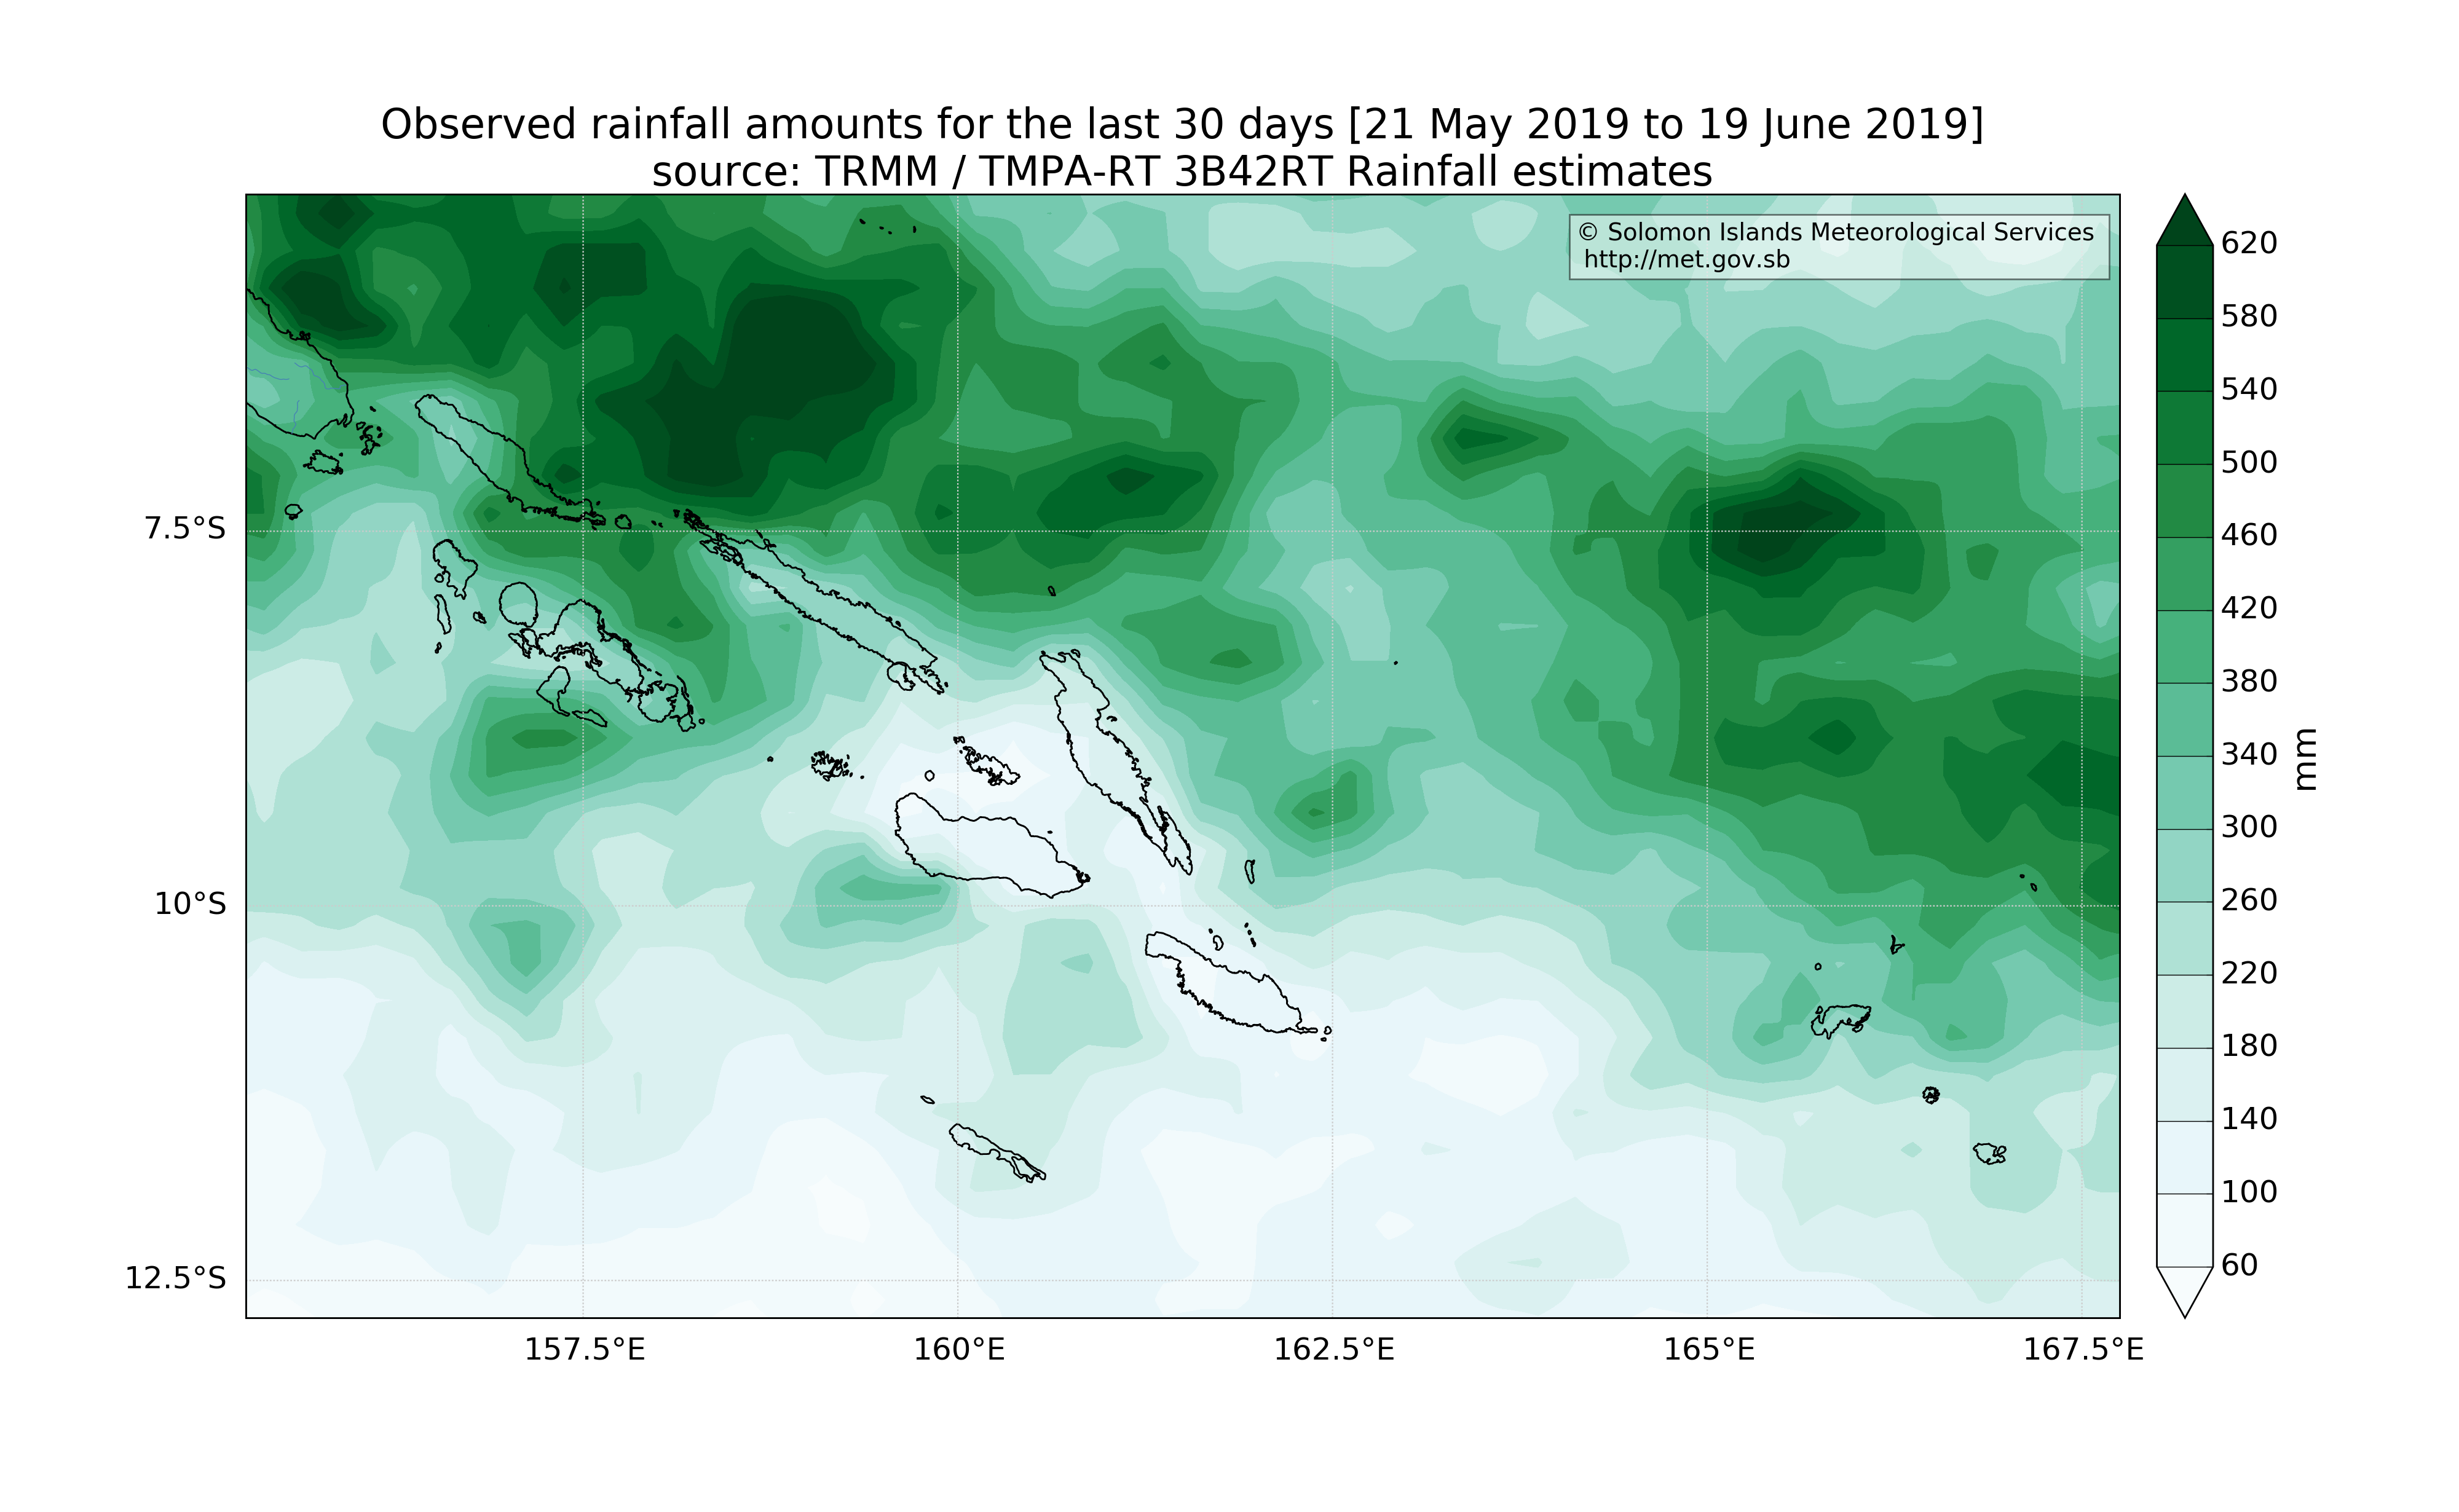 Observed rainfall amounts for the last 30 days [21 May 2019 to 19 June 2019]
source: TRMM / TMPA-RT 3B42RT Rainfall estimates
© Solomon Islands Meteorological Services
http://met.gov.sb
7.5°S
10°S
12.5°S
157.5°E
160°E
162.5°E
165°E
167.5°E
620
580
540
500
460
420
380
340
300
260
220
180
140
100
60
mm